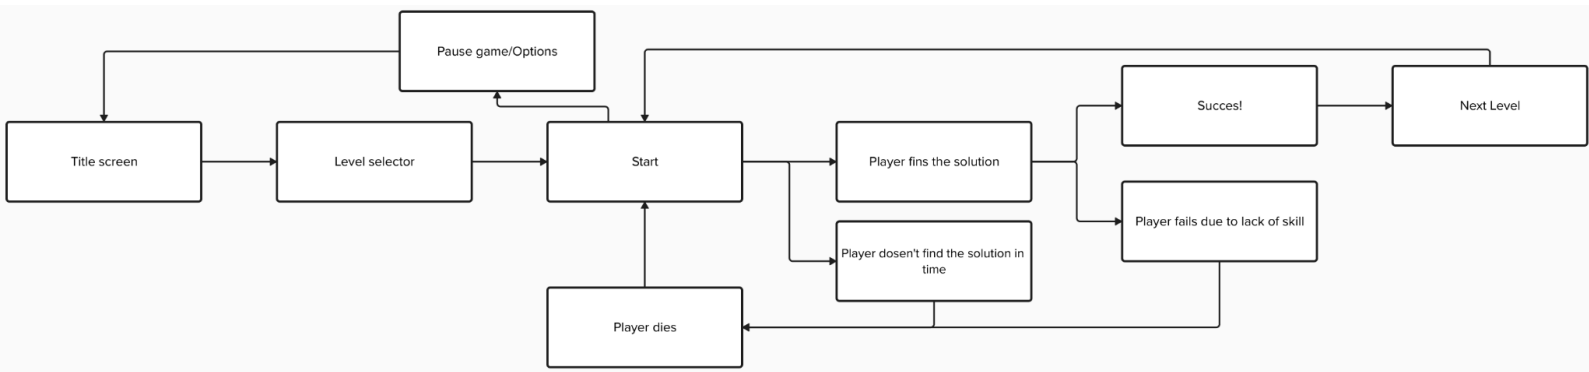 Pause game/Options
Title screen
Level selector
Start
Player fins the solution
Succes!
Next Level
Player fails due to lack of skill
Player dosen't find the solution in
time
Player dies